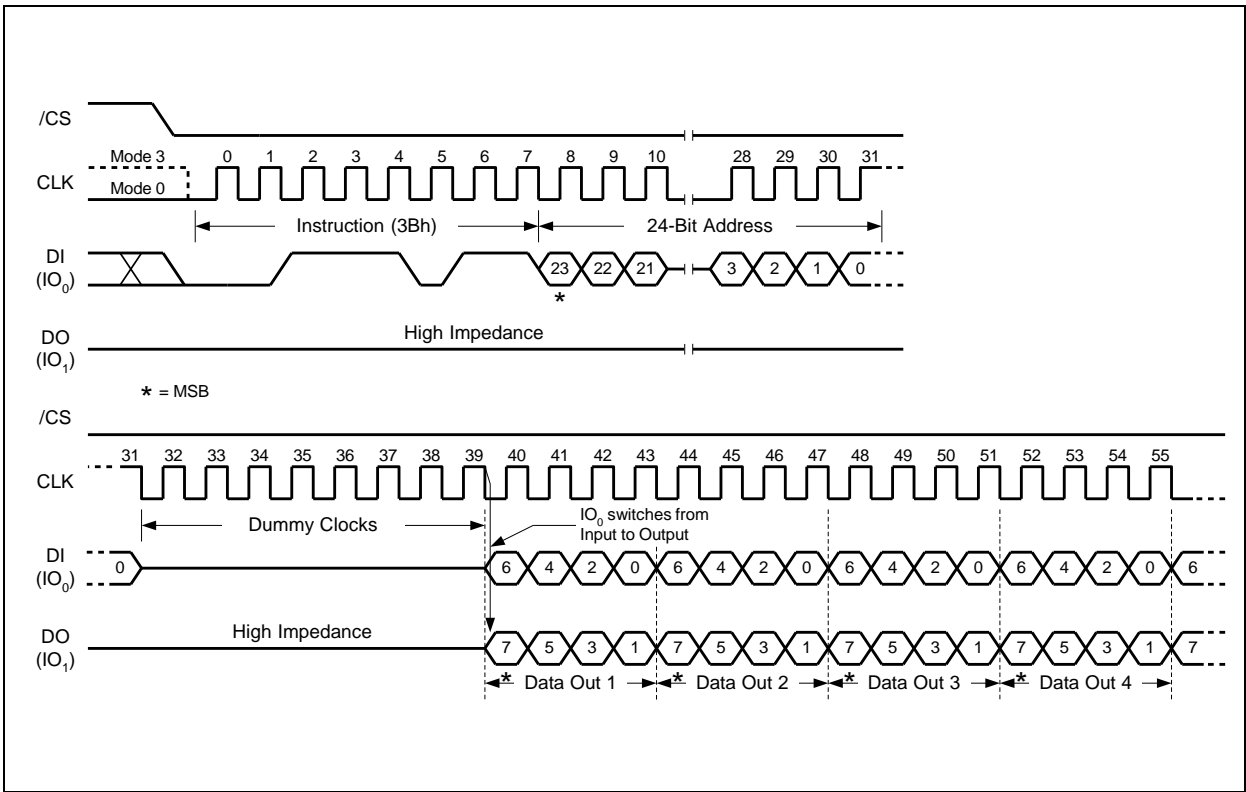 /CS
Mode 3 0 1 2 3 4 5 6 7 8 9 10 28 29 30 31
CLK
Mode 0
Instruction (3Bh) 24-Bit Address
DI
(IO0) 23 22 21 3 2 1 0
*
DO High Impedance
(IO1)
* = MSB
/CS
31 32 33 34 35 36 37 38 39 40 41 42 43 44 45 46 47 48 49 50 51 52 53 54 55
CLK
Dummy Clocks IO0 switches from
Input to Output
DI
(IO0) 0 6 4 2 0 6 4 2 0 6 4 2 0 6 4 2 0 6
DO High Impedance
(IO1) 7 5 3 1 7 5 3 1 7 5 3 1 7 5 3 1 7
* Data Out 1 * Data Out 2 * Data Out 3 * Data Out 4